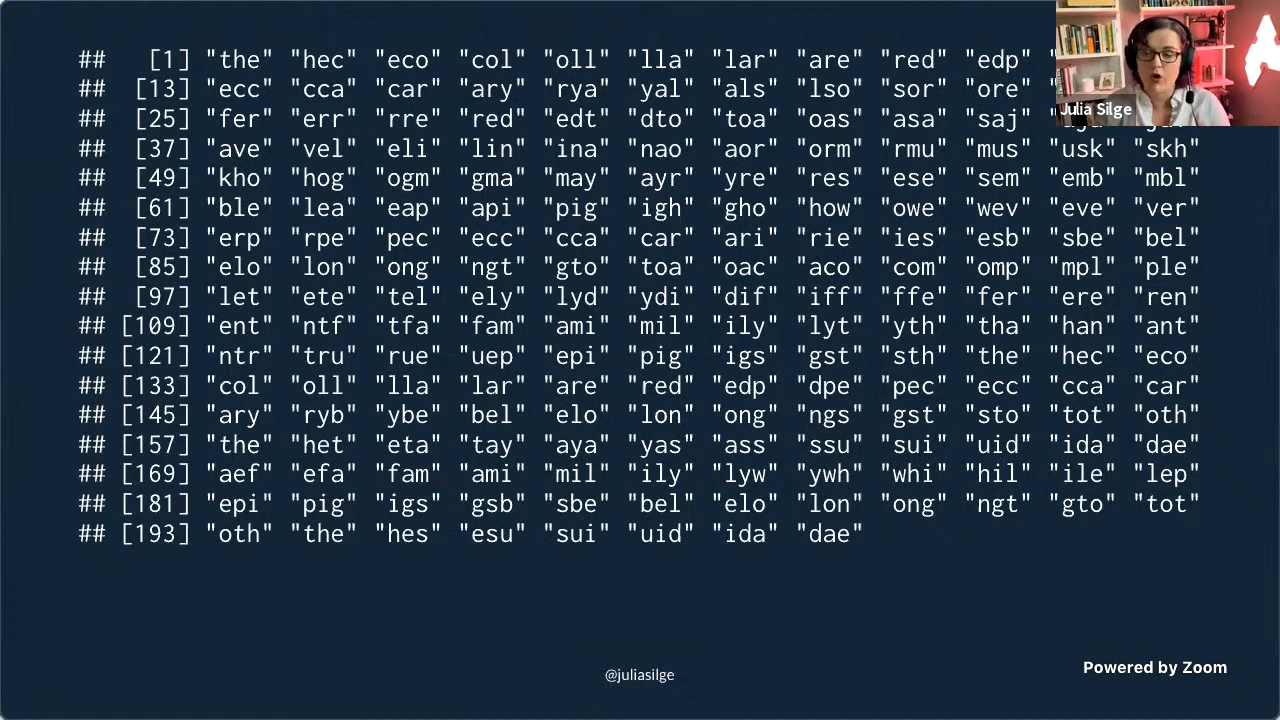 ## [1] "the" "hec" "eco" "col" "oll" "lla" "lar" "are" "red" "edp"
## [13] "ecc" "cca" "car" "ary" "rya" "yal" "als" "lso" "sor" "ore"
## [25] "fer" "err" "rre" "red" "edt" "dto" "toa" "oas" "asa" "saj"
## [37] "ave" "vel" "eli" "lin" "ina" "nao" "aor" "orm" "rmu" "mus" "usk" "skh"
## [49] "kho" "hog" "ogm" "gma" "may" "ayr" "yre" "res" "ese" "sem" "emb" "mbl"
## [61] "ble" "lea" "eap" "api" "pig" "igh" "gho" "how" "owe" "wev" "eve" "ver"
## [73] "erp" "rpe" "pec" "ecc" "cca" "car" "ari" "rie" "ies" "esb" "sbe" "bel"
## [85] "elo" "lon" "ong" "ngt" "gto" "toa" "oac" "aco" "com" "omp" "mpl" "ple"
## [97] "let" "ete" "tel" "ely" "lyd" "ydi" "dif" "iff" "ffe" "fer" "ere" "ren"
## [109] "ent" "ntf" "tfa" "fam" "ami" "mil" "ily" "lyt" "yth" "tha" "han" "ant"
## [121] "ntr" "tru" "rue" "uep" "epi" "pig" "igs" "gst" "sth" "the" "hec" "eco"
## [133] "col" "oll" "lla" "lar" "are" "red" "edp" "dpe" "pec" "ecc" "cca" "car"
## [145] "ary" "ryb" "ybe" "bel" "elo" "lon" "ong" "ngs" "gst" "sto" "tot" "oth"
## [157] "the" "het" "eta" "tay" "aya" "yas" "ass" "ssu" "sui" "uid" "ida" "dae"
## [169] "aef" "efa" "fam" "ami" "mil" "ily" "lyw" "ywh" "whi" "hil" "ile" "lep"
## [181] "epi" "pig" "igs" "gsb" "sbe" "bel" "elo" "lon" "ong" "ngt" "gto" "tot"
## [193] "oth" "the" "hes" "esu" "sui" "uid" "ida" "dae"
Julia Silge
@juliasilge
Powered by Zoom